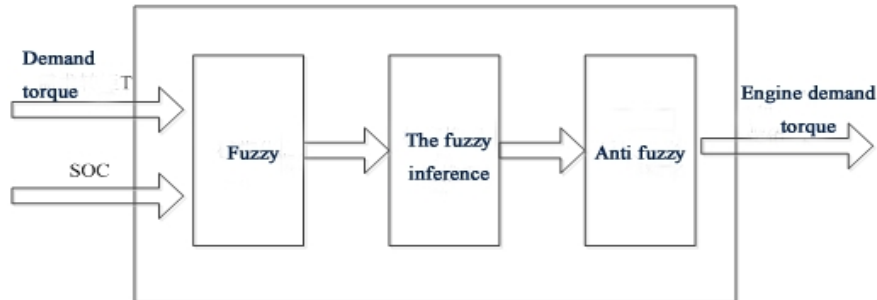 Demand
torque T
SOC
Fuzzy
The fuzzy
inference
Anti fuzzy
Engine demand
torque